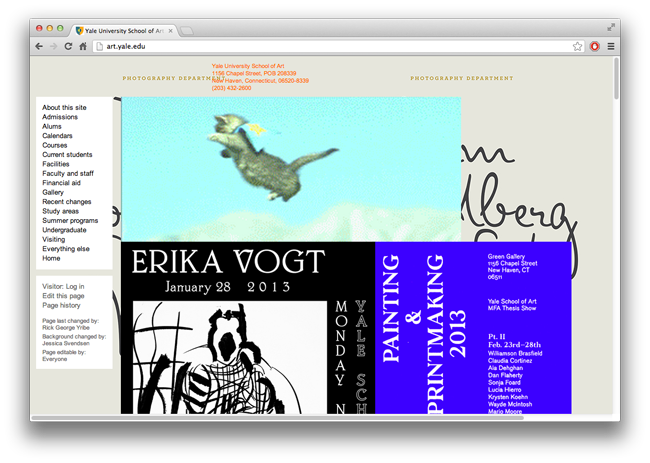 Yale University School of Art
art.yale.edu
Yale University School of Art
1156 Chapel Street, POB 208339
New Haven, Connecticut, 06520-8339
(203) 432-2600
PHOTOGRAPHY DEPARTMENT
PHOTOGRAPHY DEPARTMENT
About this site
Admissions
Alums
Calendars
Courses
Current students
Facilities
Faculty and staff
Financial aid
Gallery
Recent changes
Study areas
Summer programs
Undergraduate
Visiting
Everything else
Home
Visitor: Log in
Edit this page
Page history
Page last changed by:
Rick George Yribe
Background changed by:
Jessica Svendsen
Page editable by:
Everyone
ERIKA VOGT
January 28 2013
MONDAY
YALE
PAINTING
&
PRINTMAKING
2013
Green Gallery
1156 Chapel Street
New Haven, CT
06511
Yale School of Art
MFA Thesis Show
Pt. II
Feb. 23rd–28th
Williamson Brasfield
Claudia Cortinez
Ala Dehghan
Dan Flaherty
Sonja Foard
Lucia Hierro
Krysten Koehn
Wayde McIntosh
Mario Moore